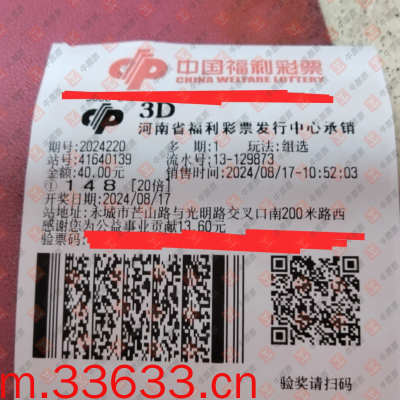 中国福利彩票
CHINA WELFARE LOTTERY
3D
河南省福利彩票发行中心承销
期号:2024220 多 期:1 玩法:组选
站号:41640139 流水号:13-129873
金额:40.00元 销售时间:2024/08/17-10:52:03
① 148 [20倍]
开奖日期:2024/08/17
站地址:永城市芒山路与光明路交叉口南200米路西
感谢您为公益事业贡献13.60元
验票码:
m.33633.cn
验奖请扫码